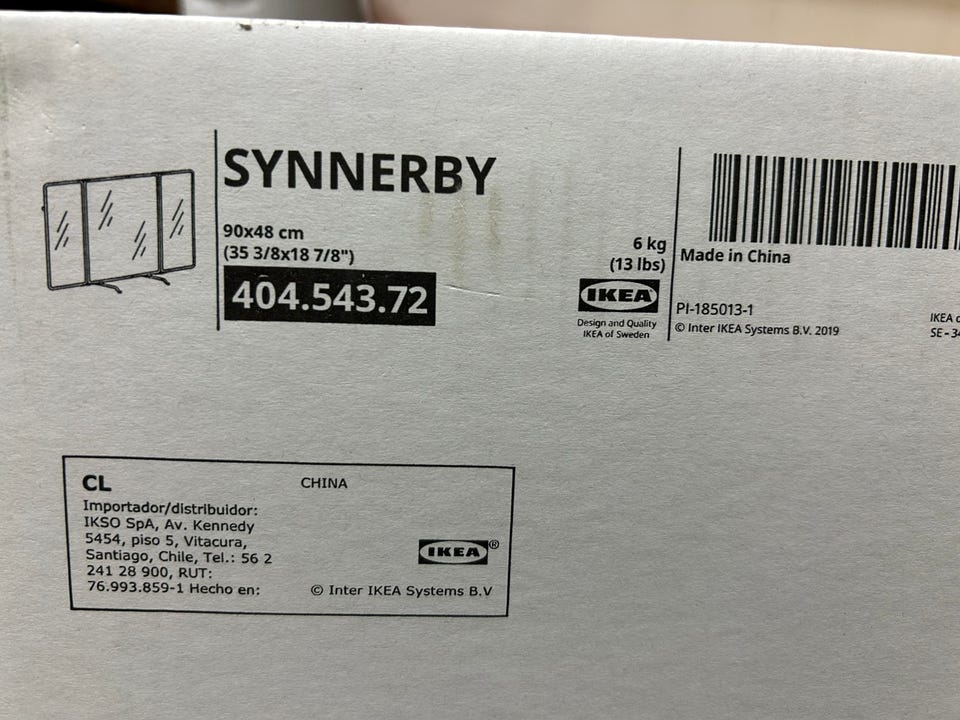 SYNNERBY
90x48 cm
(35 3/8x18 7/8")
404.543.72
6 kg
(13 lbs)
IKEA
Design and Quality
IKEA of Sweden
Made in China
PI-185013-1
© Inter IKEA Systems B.V. 2019
IKEA
SE-
CL
CHINA
Importador/distribuidor:
IKSO SpA, Av. Kennedy
5454, piso 5, Vitacura,
Santiago, Chile, Tel.: 56 2
241 28 900, RUT:
76.993.859-1 Hecho en:
IKEA®
© Inter IKEA Systems B.V